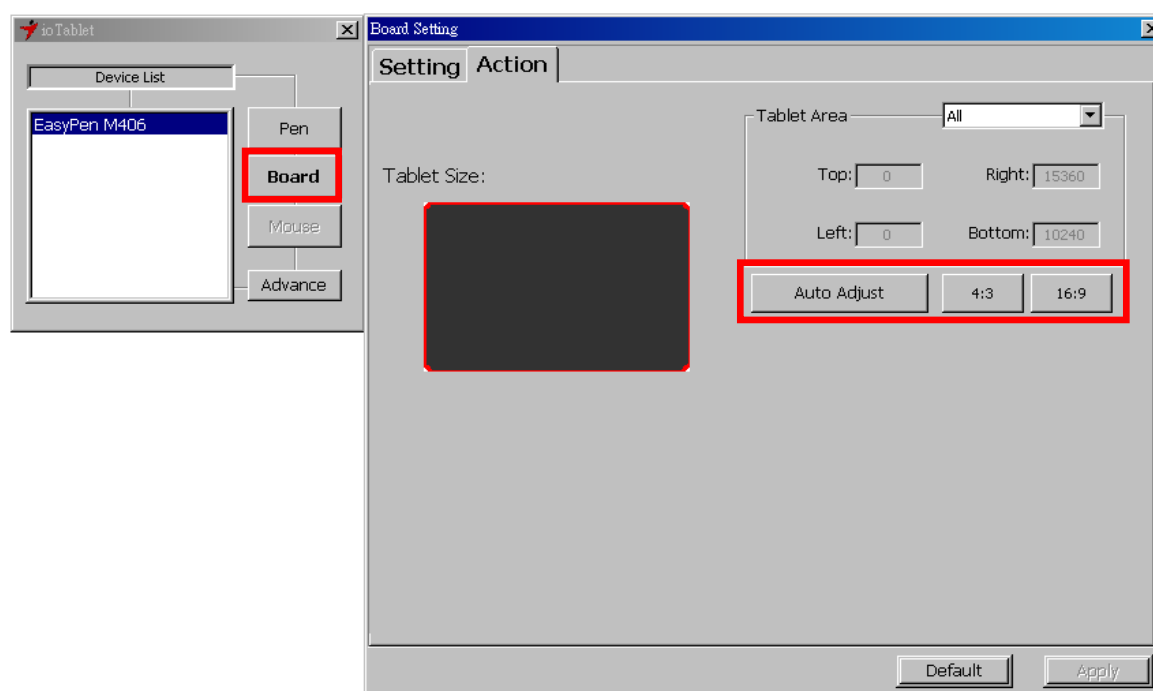 ioTablet
Device List
EasyPen M406
Pen
Board
Mouse
Advance
Board Setting
Setting Action
Tablet Area All
Tablet Size:
Top: 0 Right: 15360
Left: 0 Bottom: 10240
Auto Adjust 4:3 16:9
Default Apply